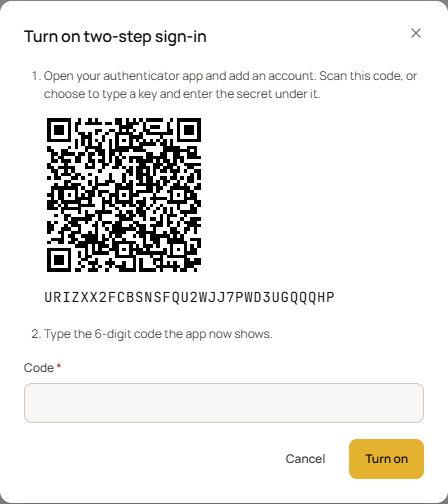 Turn on two-step sign-in
1. Open your authenticator app and add an account. Scan this code, or
choose to type a key and enter the secret under it.
URIZXX2FCBSNSFQU2WJJ7PWD3UGQQQHP
2. Type the 6-digit code the app now shows.
Code *
Cancel
Turn on